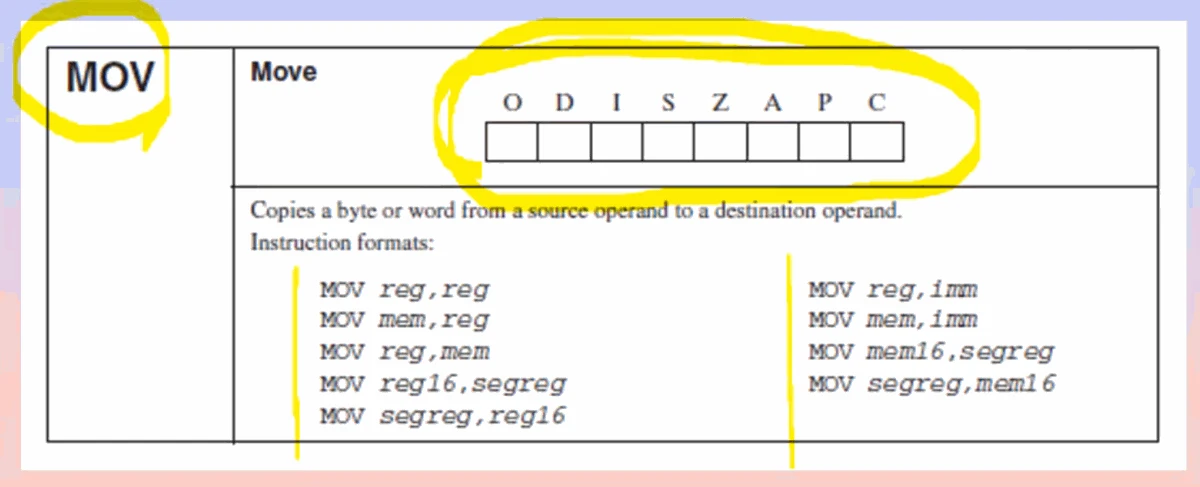 MOV
Move
O D I S Z A P C
Copies a byte or word from a source operand to a destination operand.
Instruction formats:
MOV reg,reg
MOV mem,reg
MOV reg,mem
MOV reg16,segreg
MOV segreg,reg16
MOV reg,imm
MOV mem,imm
MOV mem16,segreg
MOV segreg,mem16